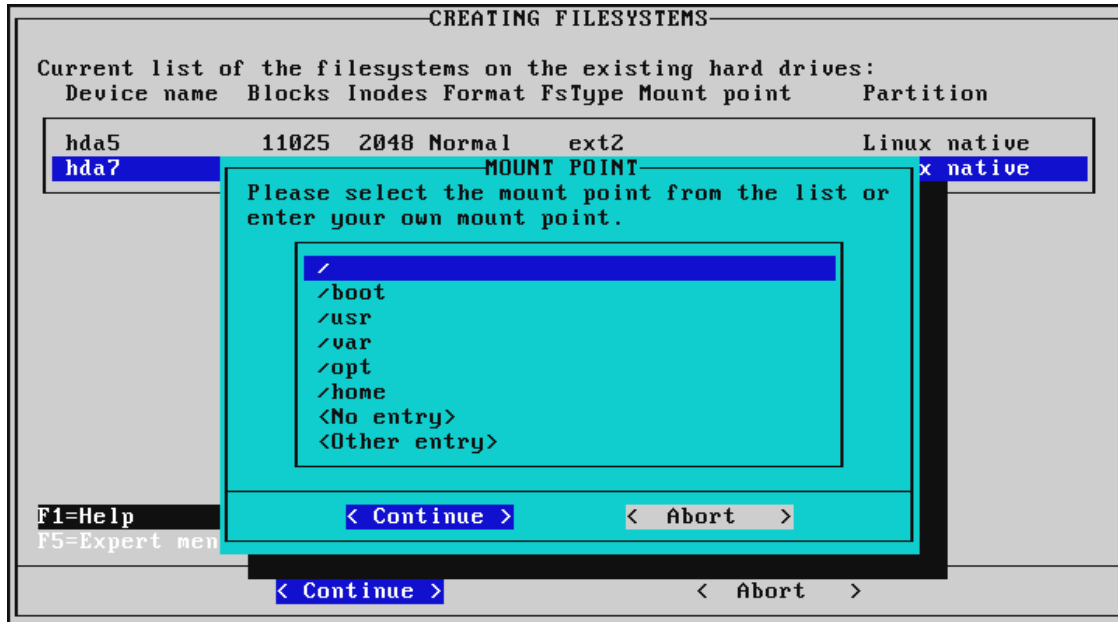 CREATING FILESYSTEMS
Current list of the filesystems on the existing hard drives:
Device name Blocks Inodes Format FsType Mount point Partition
hda5 11025 2048 Normal ext2 Linux native
hda7 x native
MOUNT POINT
Please select the mount point from the list or
enter your own mount point.
/
/boot
/usr
/var
/opt
/home
<No entry>
<Other entry>
< Continue > < Abort >
F1=Help
F5=Expert men
< Continue > < Abort >